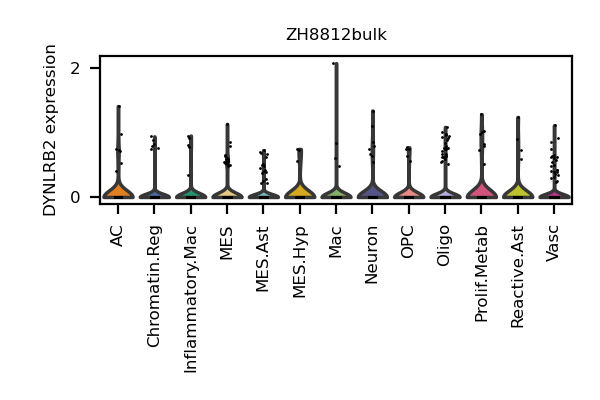 ZH8812bulk
DYNLRB2 expression
2
0
AC
Chromatin.Reg
Inflammatory.Mac
MES
MES.Ast
MES.Hyp
Mac
Neuron
OPC
Oligo
Prolif.Metab
Reactive.Ast
Vasc